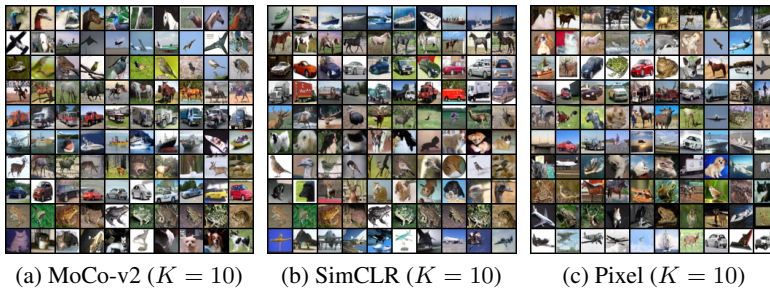 (a) MoCo-v2 (K = 10) (b) SimCLR (K = 10) (c) Pixel (K = 10)